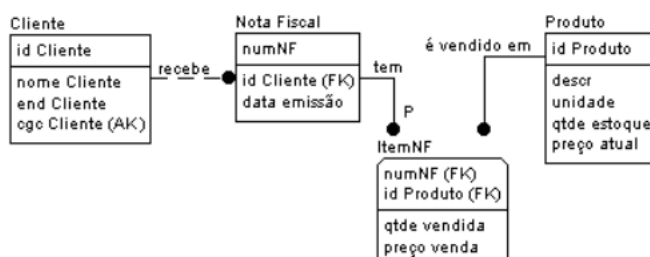 Cliente
id Cliente
nome Cliente
end Cliente
cgc Cliente (AK)
recebe
Nota Fiscal
numNF
id Cliente (FK)
data emissão
tem
P
é vendido em
Produto
id Produto
descr
unidade
qtde estoque
preço atual
ItemNF
numNF (FK)
id Produto (FK)
qtde vendida
preço venda